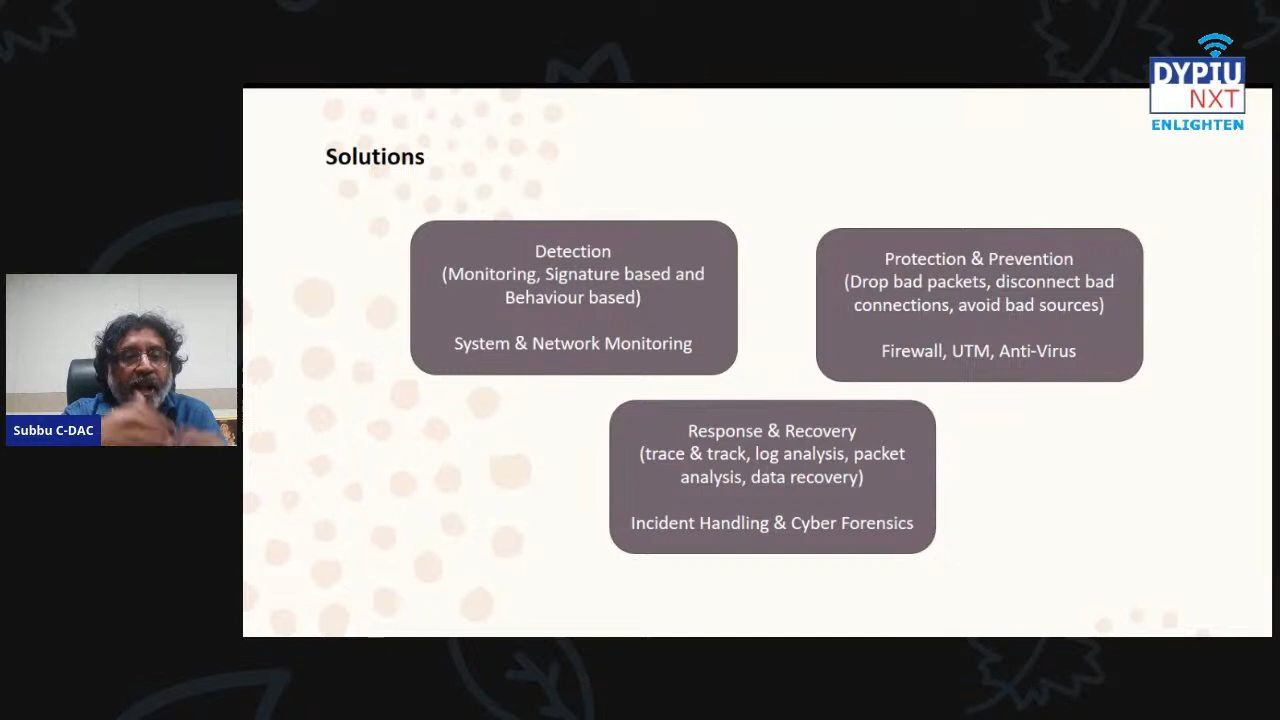 DYPIU
NXT
ENLIGHTEN
Solutions
Detection
(Monitoring, Signature based and
Behaviour based)
System & Network Monitoring
Protection & Prevention
(Drop bad packets, disconnect bad
connections, avoid bad sources)
Firewall, UTM, Anti-Virus
Response & Recovery
(trace & track, log analysis, packet
analysis, data recovery)
Incident Handling & Cyber Forensics
Subbu C-DAC